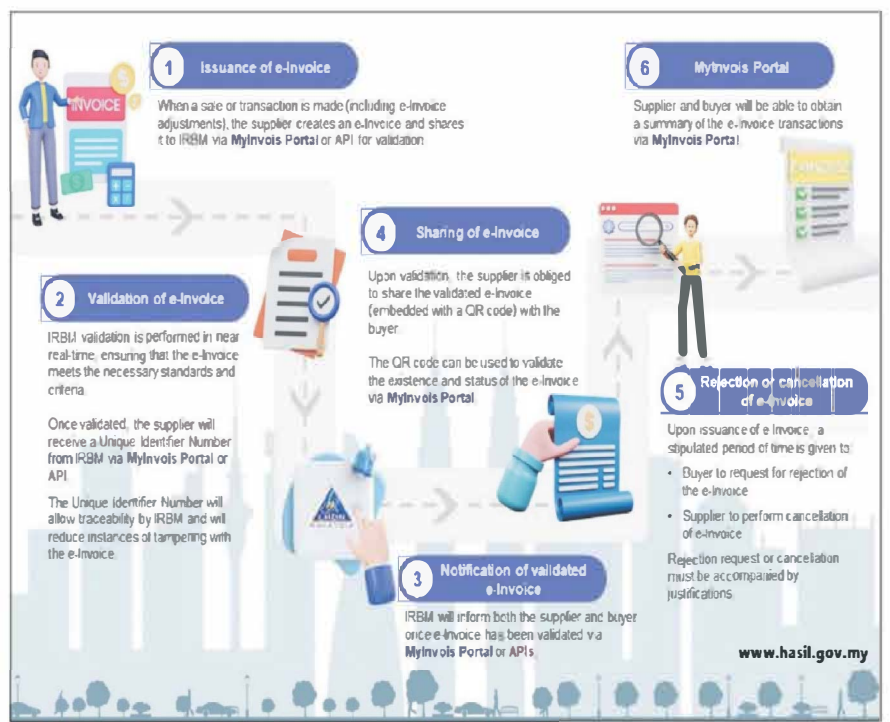 1
Issuance of e-Invoice
When a sale or transaction is made (including e-Invoice
adjustments), the supplier creates an e-Invoice and shares
it to IRBM via MyInvois Portal or API for validation
INVOICE
2
Validation of e-Invoice
IRBM validation is performed in near
real-time, ensuring that the e-Invoice
meets the necessary standards and
criteria
Once validated, the supplier will
receive a Unique Identifier Number
from IRBM via MyInvois Portal or
API
The Unique Identifier Number will
allow traceability by IRBM and will
reduce instances of tampering with
the e-Invoice.
3
Notification of validated
e-Invoice
IRBM will inform both the supplier and buyer
once e-Invoice has been validated via
MyInvois Portal or APIs
4
Sharing of e-Invoice
Upon validation, the supplier is obliged
to share the validated e-Invoice
(embedded with a QR code) with the
buyer
The QR code can be used to validate
the existence and status of the e-Invoice
via MyInvois Portal
5
Rejection or cancellation
of e-Invoice
Upon issuance of e Invoice, a
stipulated period of time is given to:
• Buyer to request for rejection of
the e-Invoice
• Supplier to perform cancellation
of e-Invoice
Rejection request or cancellation
must be accompanied by
justifications
6
MyInvois Portal
Supplier and buyer will be able to obtain
a summary of the e-Invoice transactions
via MyInvois Portal
www.hasil.gov.my